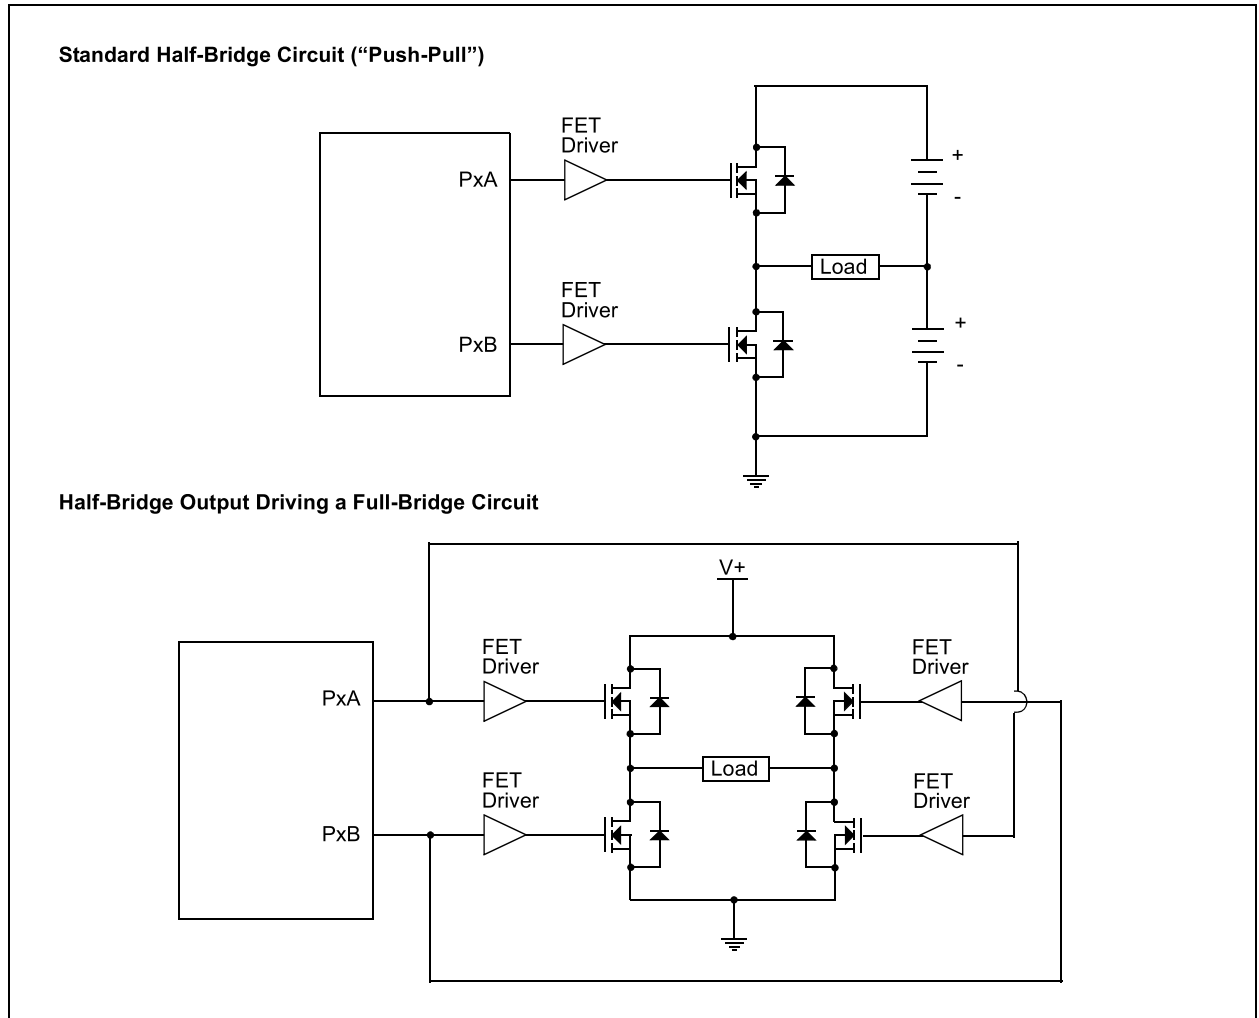 Standard Half-Bridge Circuit (“Push-Pull”)
FET
Driver
PxA
+
-
Load
FET
Driver
PxB
+
-
Half-Bridge Output Driving a Full-Bridge Circuit
V+
FET
Driver
FET
Driver
PxA
Load
FET
Driver
FET
Driver
PxB